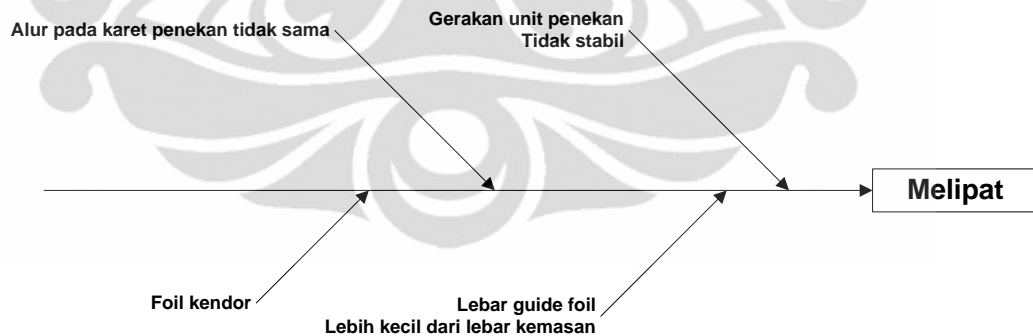 Alur pada karet penekan tidak sama
Gerakan unit penekan
Tidak stabil
Melipat
Foil kendor
Lebar guide foil
Lebih kecil dari lebar kemasan